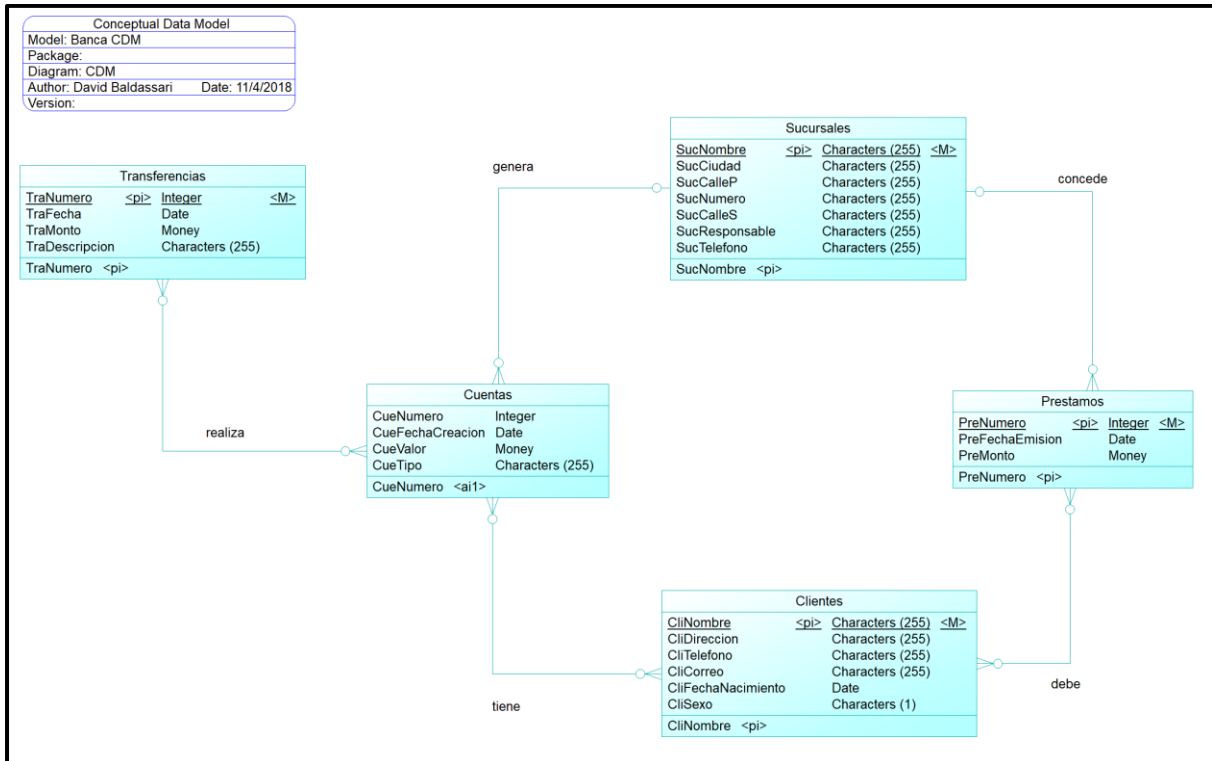 Conceptual Data Model
Model: Banca CDM
Package:
Diagram: CDM
Author: David Baldassari Date: 11/4/2018
Version:
Sucursales
SucNombre <pi> Characters (255) <M>
SucCiudad Characters (255)
SucCalleP Characters (255)
SucNumero Characters (255)
SucCalleS Characters (255)
SucResponsable Characters (255)
SucTelefono Characters (255)
SucNombre <pi>
genera
concede
Transferencias
TraNumero <pi> Integer <M>
TraFecha Date
TraMonto Money
TraDescripcion Characters (255)
TraNumero <pi>
Cuentas
CueNumero Integer
CueFechaCreacion Date
CueValor Money
CueTipo Characters (255)
CueNumero <ai1>
realiza
Prestamos
PreNumero <pi> Integer <M>
PreFechaEmision Date
PreMonto Money
PreNumero <pi>
Clientes
CliNombre <pi> Characters (255) <M>
CliDireccion Characters (255)
CliTelefono Characters (255)
CliCorreo Characters (255)
CliFechaNacimiento Date
CliSexo Characters (1)
CliNombre <pi>
tiene
debe